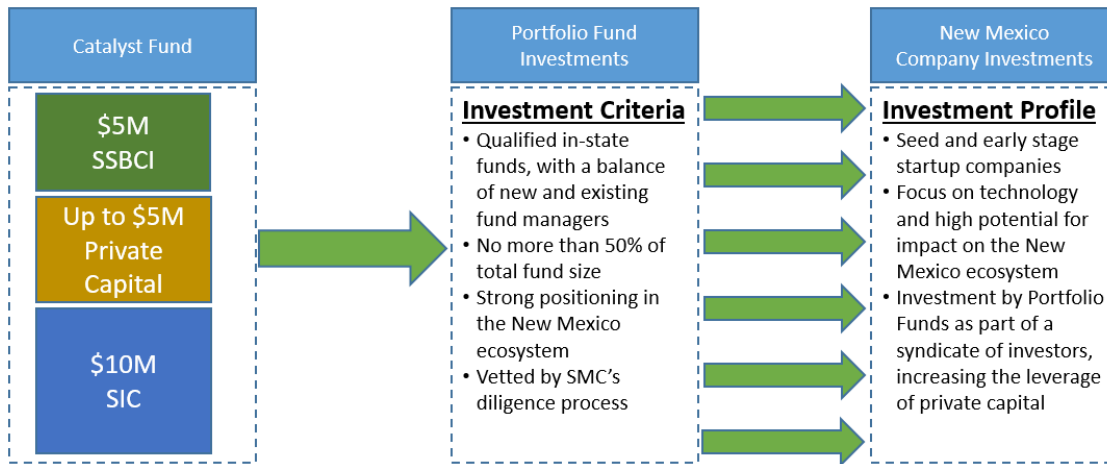 Catalyst Fund
$5M
SSBCI
Up to $5M
Private
Capital
$10M
SIC
Portfolio Fund
Investments
Investment Criteria
• Qualified in-state
funds, with a balance
of new and existing
fund managers
• No more than 50% of
total fund size
• Strong positioning in
the New Mexico
ecosystem
• Vetted by SMC’s
diligence process
New Mexico
Company Investments
Investment Profile
• Seed and early stage
startup companies
• Focus on technology
and high potential for
impact on the New
Mexico ecosystem
• Investment by Portfolio
Funds as part of a
syndicate of investors,
increasing the leverage
of private capital